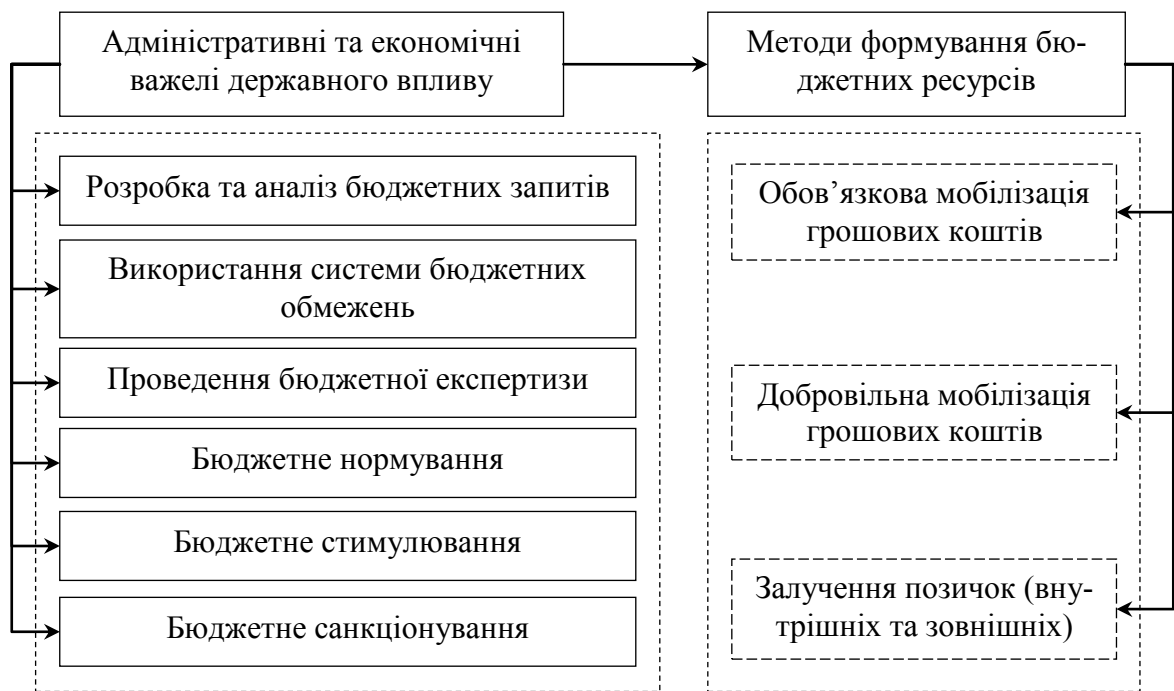 Адміністративні та економічні
важелі державного впливу
Методи формування бю-
джетних ресурсів
Розробка та аналіз бюджетних запитів
Використання системи бюджетних
обмежень
Проведення бюджетної експертизи
Бюджетне нормування
Бюджетне стимулювання
Бюджетне санкціонування
Обов’язкова мобілізація
грошових коштів
Добровільна мобілізація
грошових коштів
Залучення позичок (вну-
трішніх та зовнішніх)